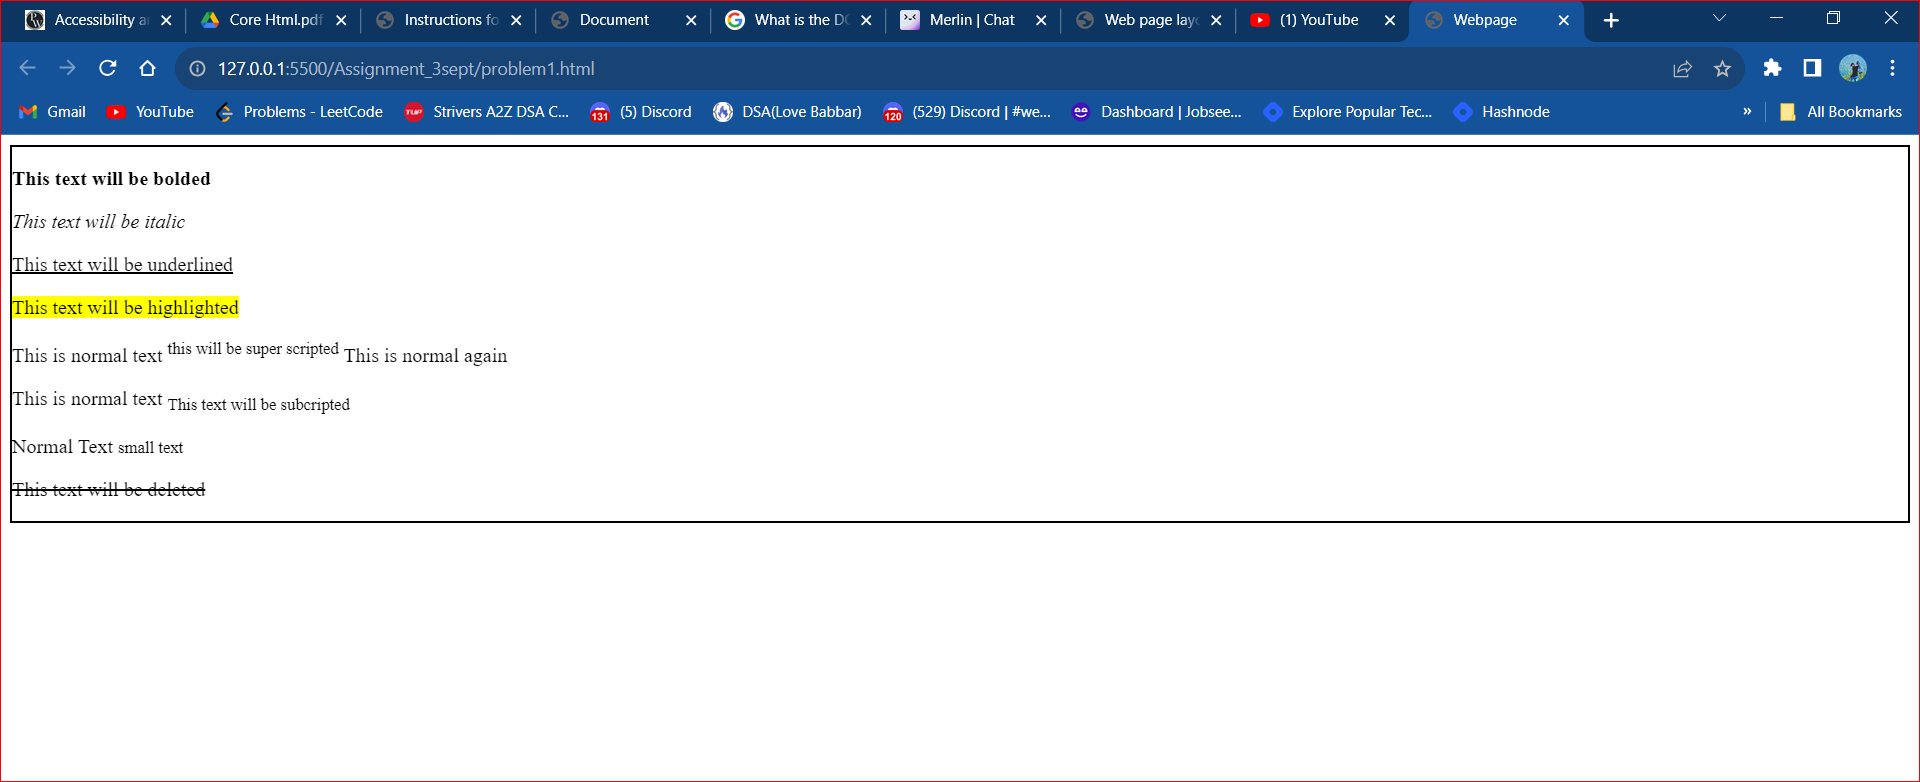 Accessibility a Core Html.pdf Instructions fo Document What is the DO Merlin | Chat Web page layo (1) YouTube Webpage
127.0.0.1:5500/Assignment_3sept/problem1.html
Gmail YouTube Problems - LeetCode TUF Strivers A2Z DSA C... 131 (5) Discord DSA(Love Babbar) 120 (529) Discord | #we... Dashboard | Jobsee... Explore Popular Tec... Hashnode » All Bookmarks
This text will be bolded
This text will be italic
This text will be underlined
This text will be highlighted
This is normal text this will be super scripted This is normal again
This is normal text This text will be subcripted
Normal Text small text
This text will be deleted